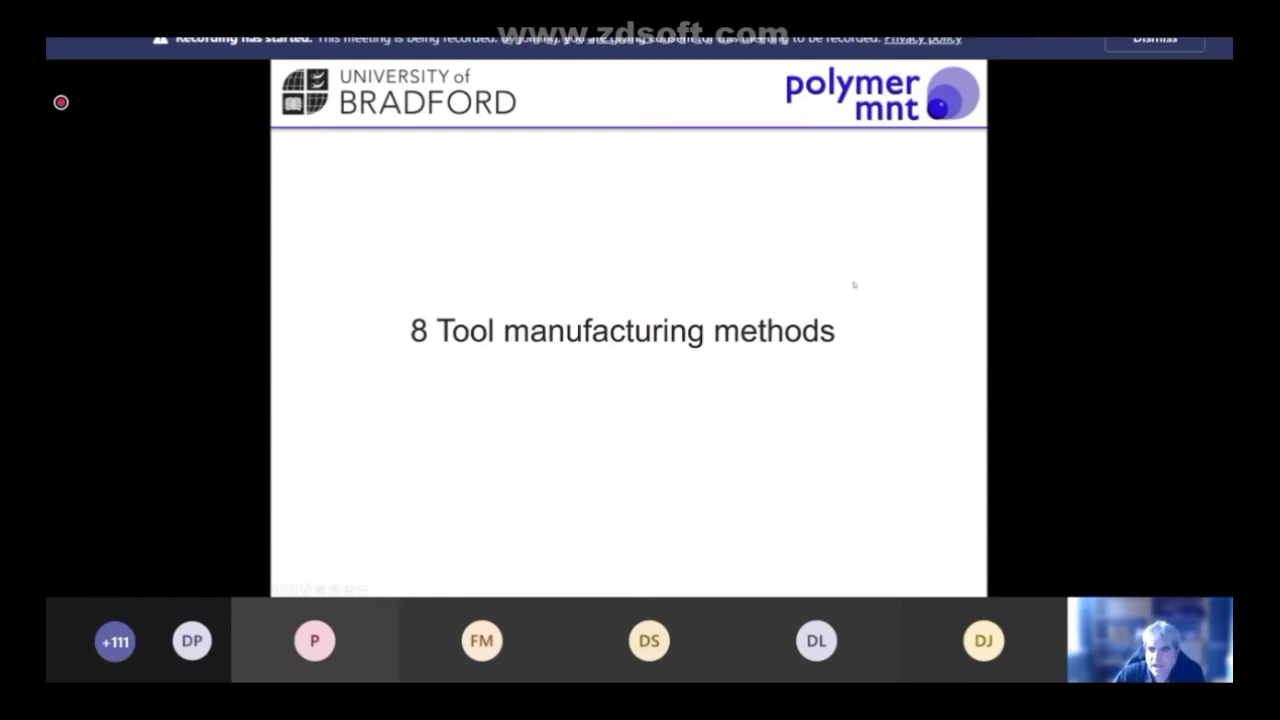 www.zdsoft.com
Recording has started. This meeting is being recorded. By joining, you are giving consent for this meeting to be recorded. Privacy policy
Dismiss
UNIVERSITY of
BRADFORD
polymer
mnt
8 Tool manufacturing methods
+111
DP
P
FM
DS
DL
DJ